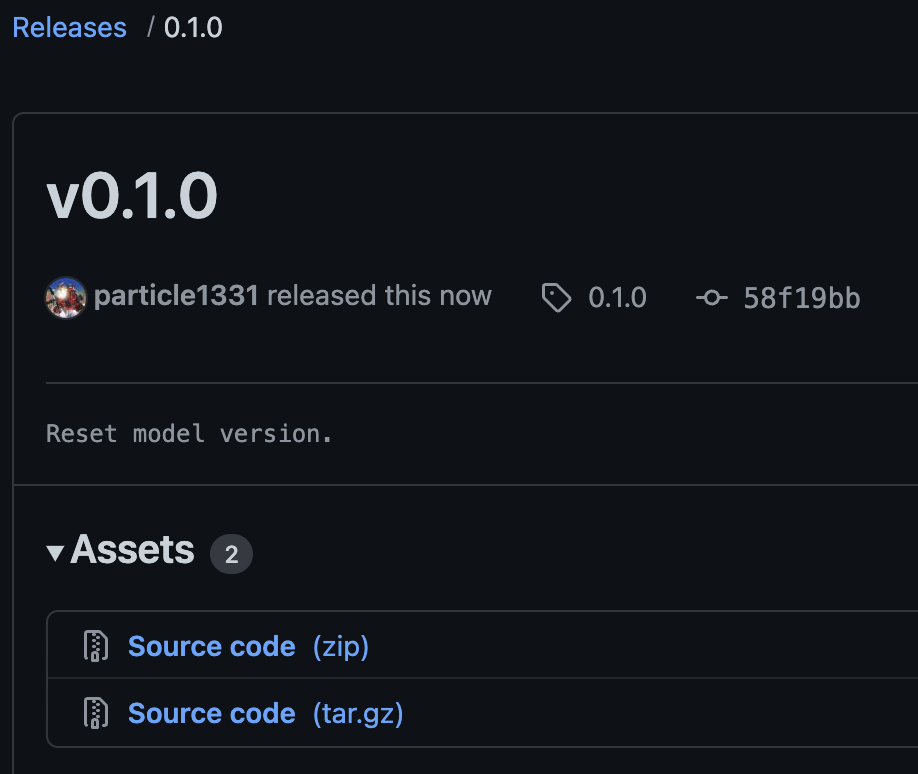 Releases / 0.1.0
v0.1.0
particle1331 released this now 0.1.0 58f19bb
Reset model version.
Assets 2
Source code (zip)
Source code (tar.gz)